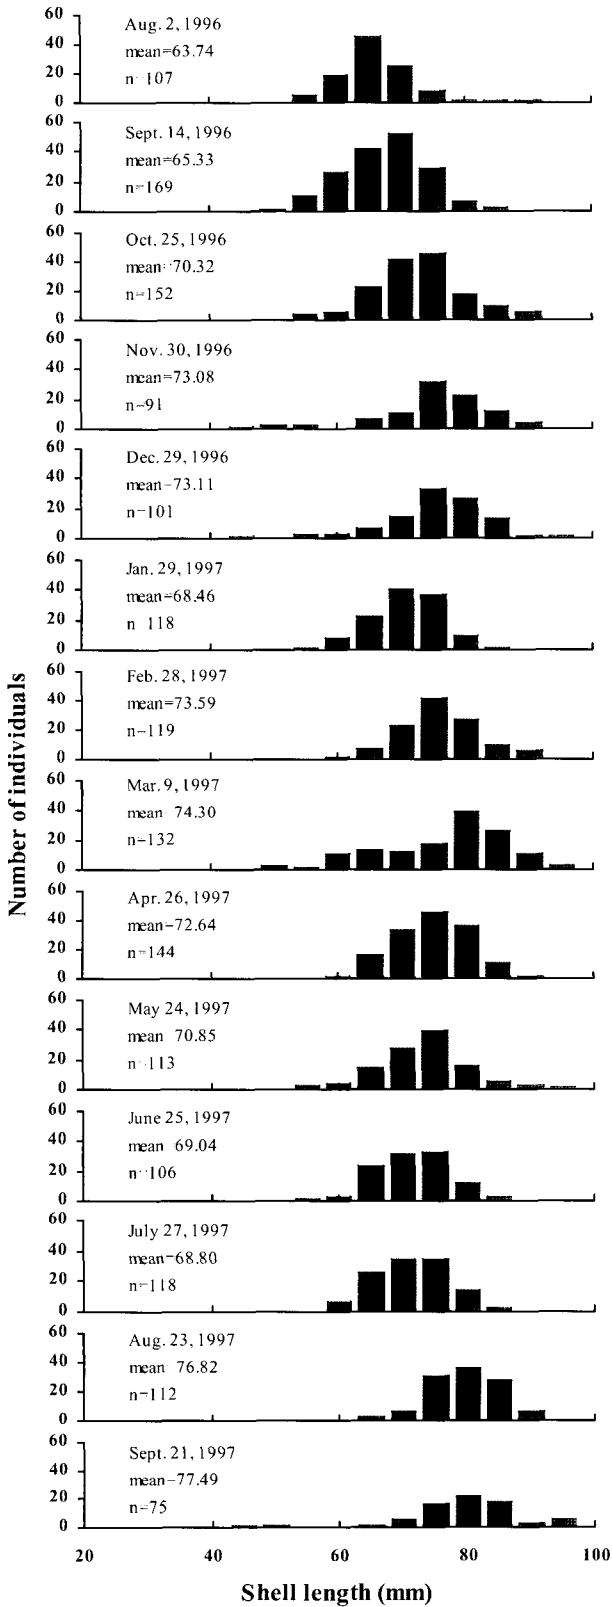 60
40
20
0
Aug. 2, 1996
mean=63.74
n=107
60
40
20
0
Sept. 14, 1996
mean=65.33
n=169
60
40
20
0
Oct. 25, 1996
mean=70.32
n=152
60
40
20
0
Nov. 30, 1996
mean=73.08
n=91
60
40
20
0
Dec. 29, 1996
mean=73.11
n=101
60
40
20
0
Jan. 29, 1997
mean=68.46
n 118
60
40
20
0
Feb. 28, 1997
mean=73.59
n=119
60
40
20
0
Mar. 9, 1997
mean 74.30
n=132
60
40
20
0
Apr. 26, 1997
mean=72.64
n=144
60
40
20
0
May 24, 1997
mean 70.85
n=113
60
40
20
0
June 25, 1997
mean 69.04
n=106
60
40
20
0
July 27, 1997
mean=68.80
n=118
60
40
20
0
Aug. 23, 1997
mean 76.82
n=112
60
40
20
0
Sept. 21, 1997
mean=77.49
n=75
20 40 60 80 100
Number of individuals
Shell length (mm)